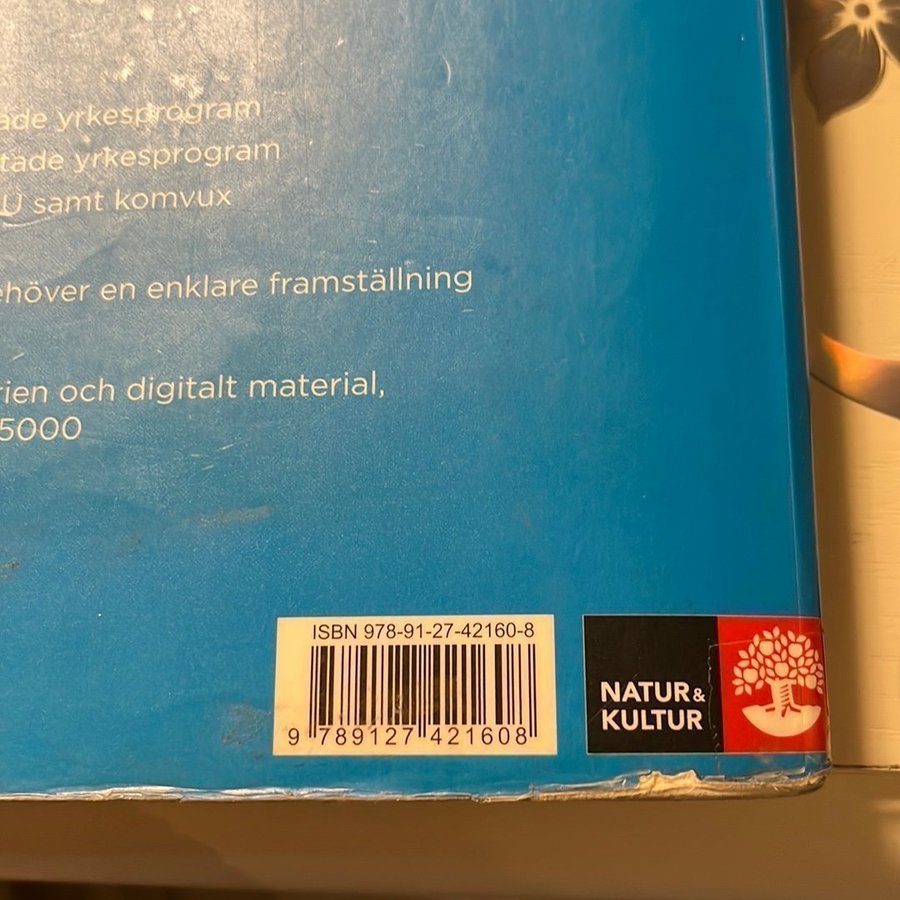 ade yrkesprogram
tade yrkesprogram
U samt komvux
ehöver en enklare framställning
rien och digitalt material,
5000
ISBN 978-91-27-42160-8
9 789127 421608
NATUR &
KULTUR